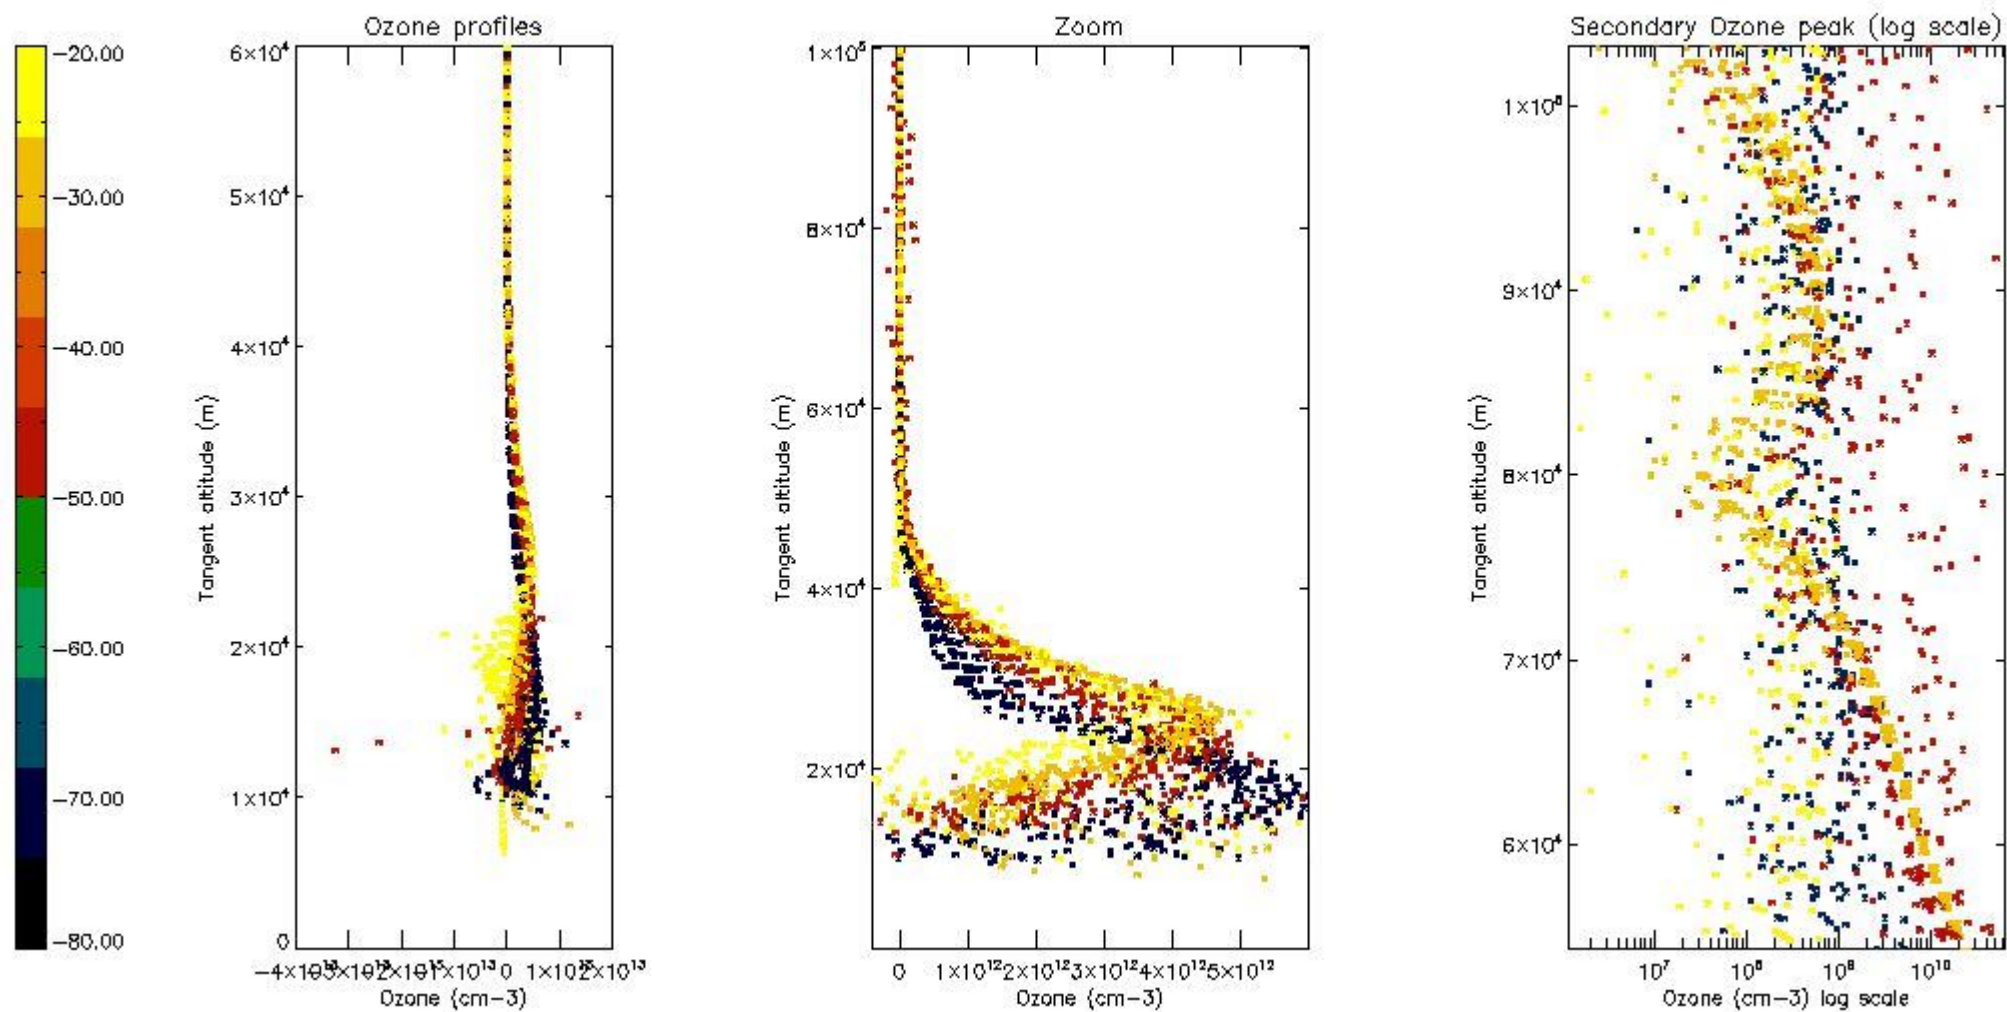 Ozone profiles
Zoom
Secondary Ozone peak (log scale)
−20.00
−30.00
−40.00
−50.00
−60.00
−70.00
−80.00
6×10⁴
5×10⁴
4×10⁴
3×10⁴
2×10⁴
1×10⁴
0
Tangent altitude (m)
0
Ozone (cm−3)
1×10⁵
8×10⁴
6×10⁴
4×10⁴
2×10⁴
Tangent altitude (m)
0 1×10¹² 2×10¹² 3×10¹² 4×10¹² 5×10¹²
Ozone (cm−3)
9×10⁴
8×10⁴
7×10⁴
6×10⁴
Tangent altitude (m)
10⁷ 10⁸ 10⁹ 10¹⁰
Ozone (cm−3) log scale